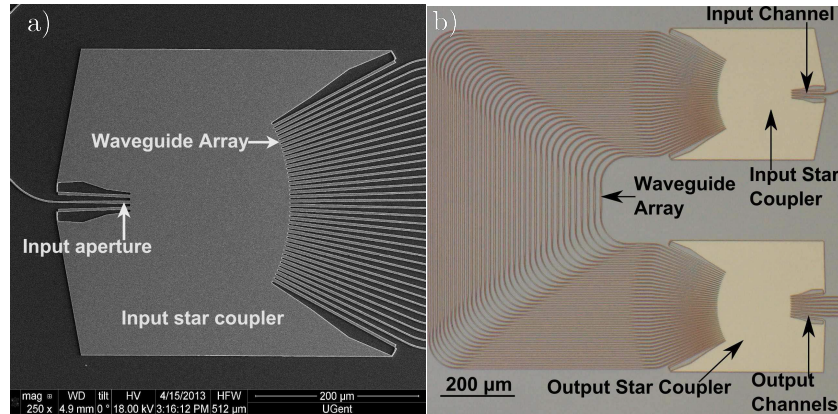 a)
Waveguide Array
Input aperture
Input star coupler
mag
WD
tilt
HV
4/15/2013
HFW
200 µm
250 x
4.9 mm
0 °
18.00 kV
3:16:12 PM
512 µm
UGent
b)
Input Channel
Waveguide
Array
Input Star
Coupler
200 µm
Output Star Coupler
Output
Channels